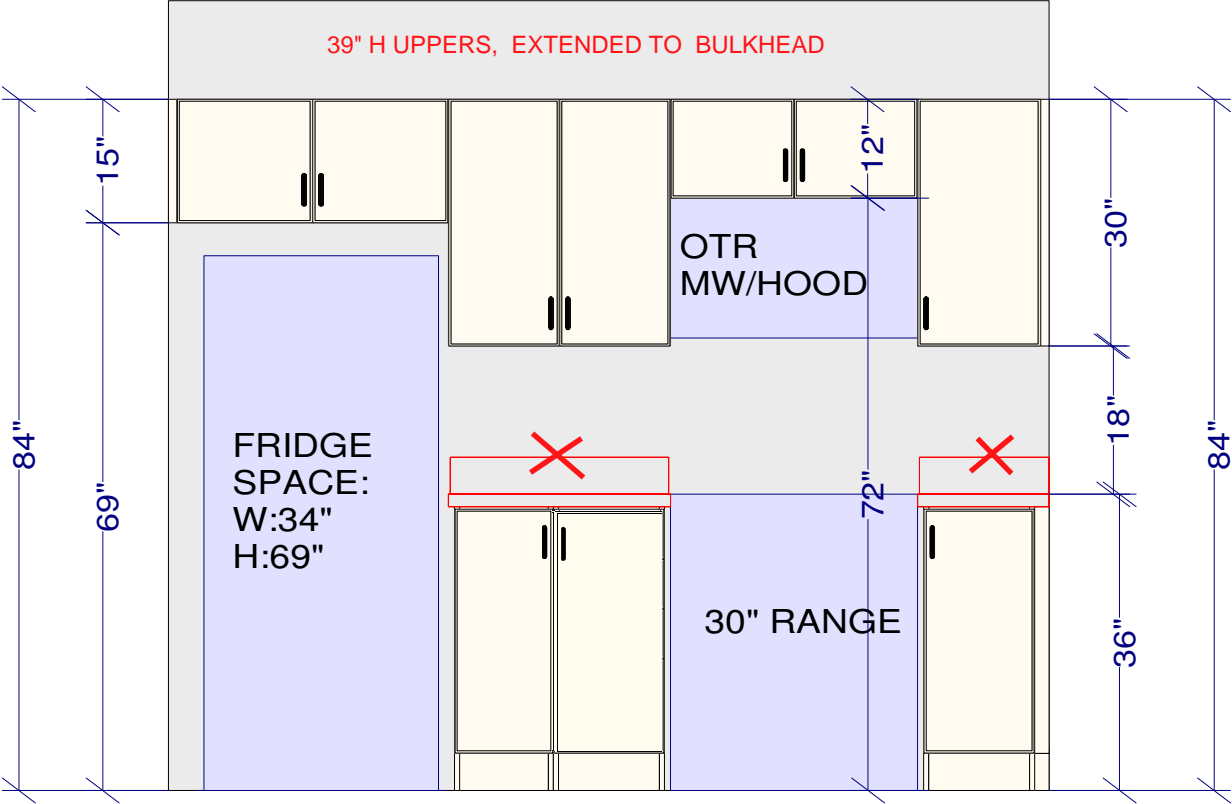 39" H UPPERS, EXTENDED TO BULKHEAD
15"
12"
30"
OTR
MW/HOOD
84"
69"
FRIDGE
SPACE:
W:34"
H:69"
72"
18"
84"
30" RANGE
36"